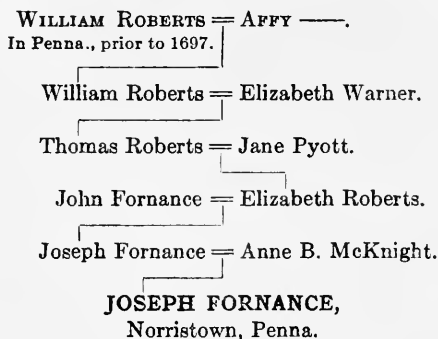 WILLIAM ROBERTS = AFFY ——.
In Penna., prior to 1697.
William Roberts = Elizabeth Warner.
Thomas Roberts = Jane Pyott.
John Fornance = Elizabeth Roberts.
Joseph Fornance = Anne B. McKnight.
JOSEPH FORNANCE,
Norristown, Penna.